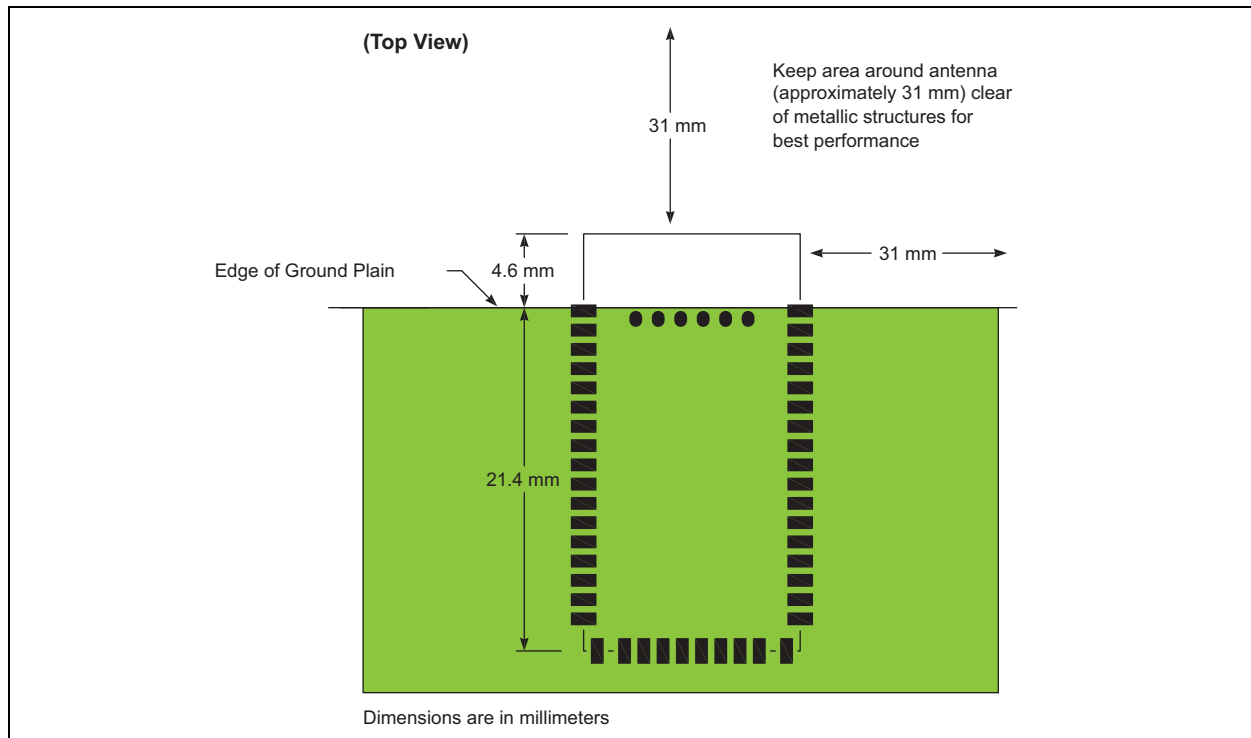 (Top View)
Keep area around antenna
(approximately 31 mm) clear
of metallic structures for
best performance
31 mm
31 mm
4.6 mm
Edge of Ground Plain
21.4 mm
Dimensions are in millimeters